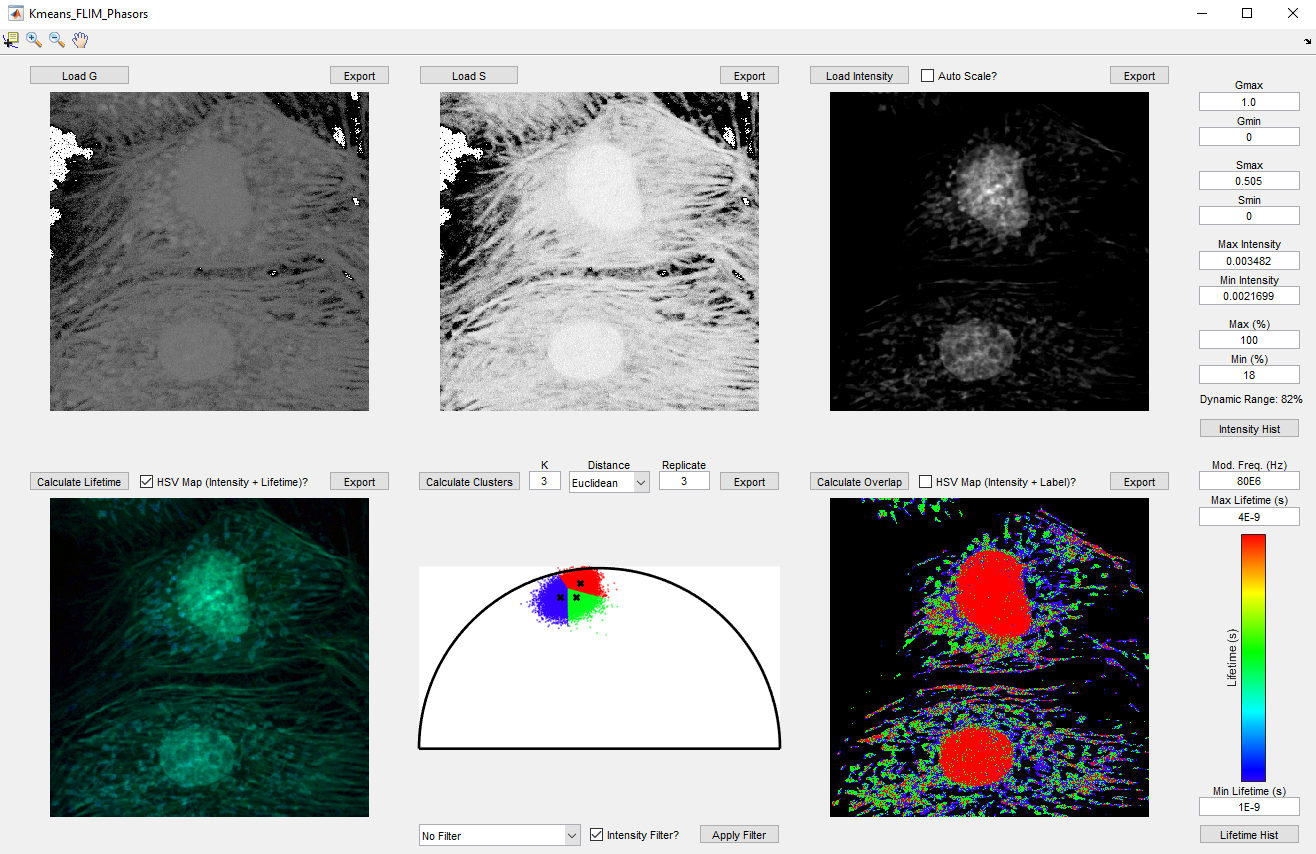 Kmeans_FLIM_Phasors
Load G
Export
Load S
Export
Load Intensity
Auto Scale?
Export
Gmax
1.0
Gmin
0
Smax
0.505
Smin
0
Max Intensity
0.003482
Min Intensity
0.0021699
Max (%)
100
Min (%)
18
Dynamic Range: 82%
Intensity Hist
Calculate Lifetime
HSV Map (Intensity + Lifetime)?
Export
Calculate Clusters
K
3
Distance
Euclidean
Replicate
3
Export
Calculate Overlap
HSV Map (Intensity + Label)?
Export
Mod. Freq. (Hz)
80E6
Max Lifetime (s)
4E-9
Lifetime (s)
Min Lifetime (s)
1E-9
Lifetime Hist
No Filter
Intensity Filter?
Apply Filter